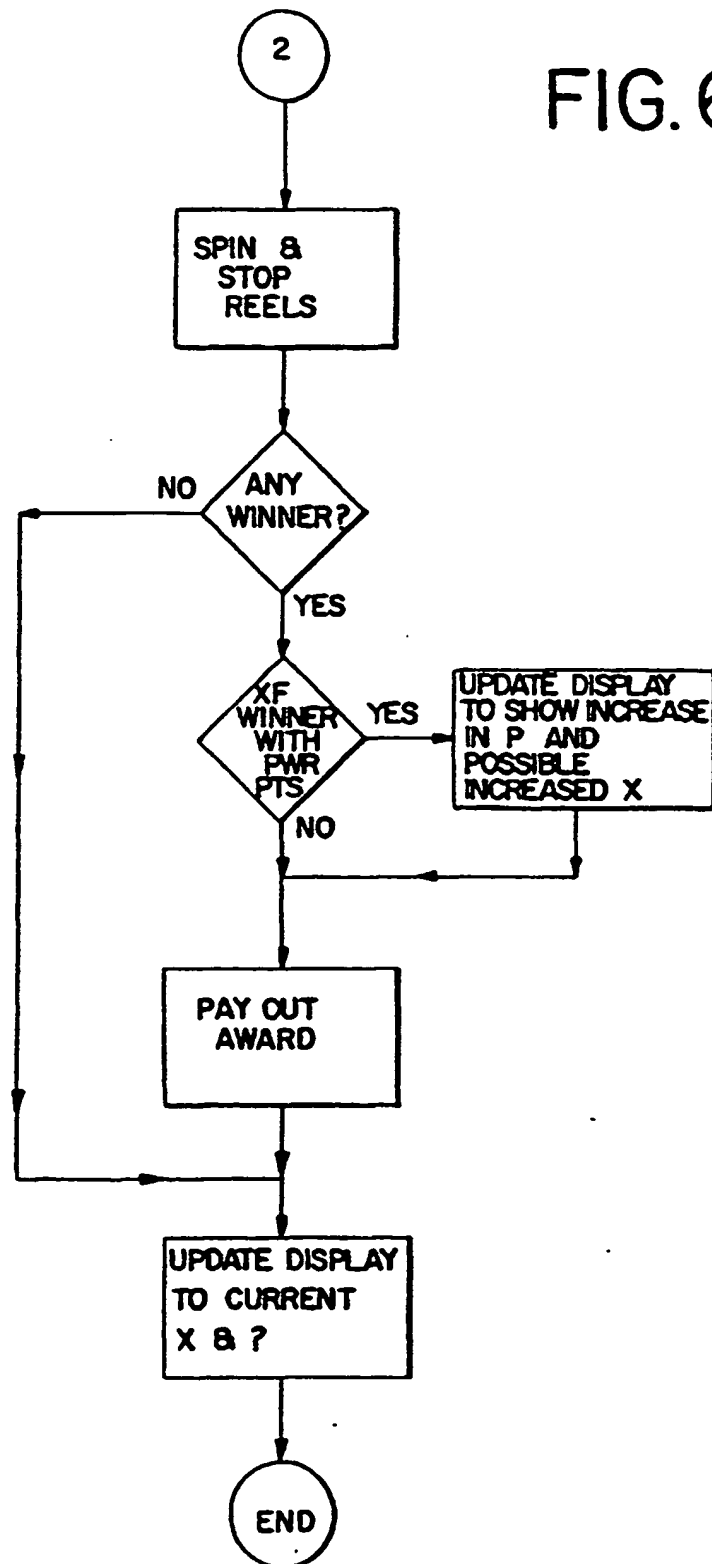 2
FIG. 6
SPIN &
STOP
REELS
NO
ANY
WINNER?
YES
XF
WINNER
WITH
PWR
PTS
YES
UPDATE DISPLAY
TO SHOW INCREASE
IN P AND
POSSIBLE
INCREASED X
NO
PAY OUT
AWARD
UPDATE DISPLAY
TO CURRENT
X & ?
END